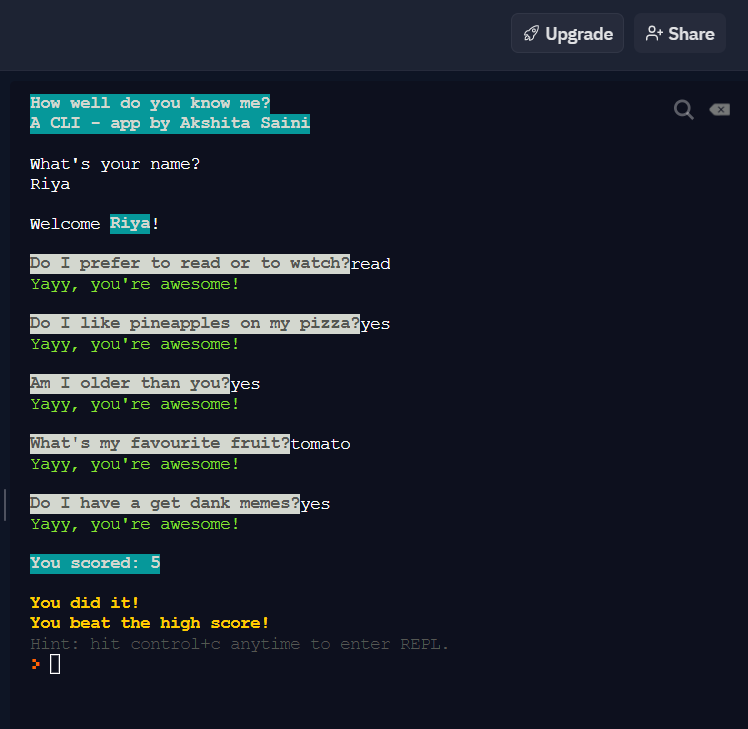 Upgrade
Share
How well do you know me?
A CLI - app by Akshita Saini
What's your name?
Riya
Welcome Riya!
Do I prefer to read or to watch?read
Yayy, you're awesome!
Do I like pineapples on my pizza?yes
Yayy, you're awesome!
Am I older than you?yes
Yayy, you're awesome!
What's my favourite fruit?tomato
Yayy, you're awesome!
Do I have a get dank memes?yes
Yayy, you're awesome!
You scored: 5
You did it!
You beat the high score!
Hint: hit control+c anytime to enter REPL.
>